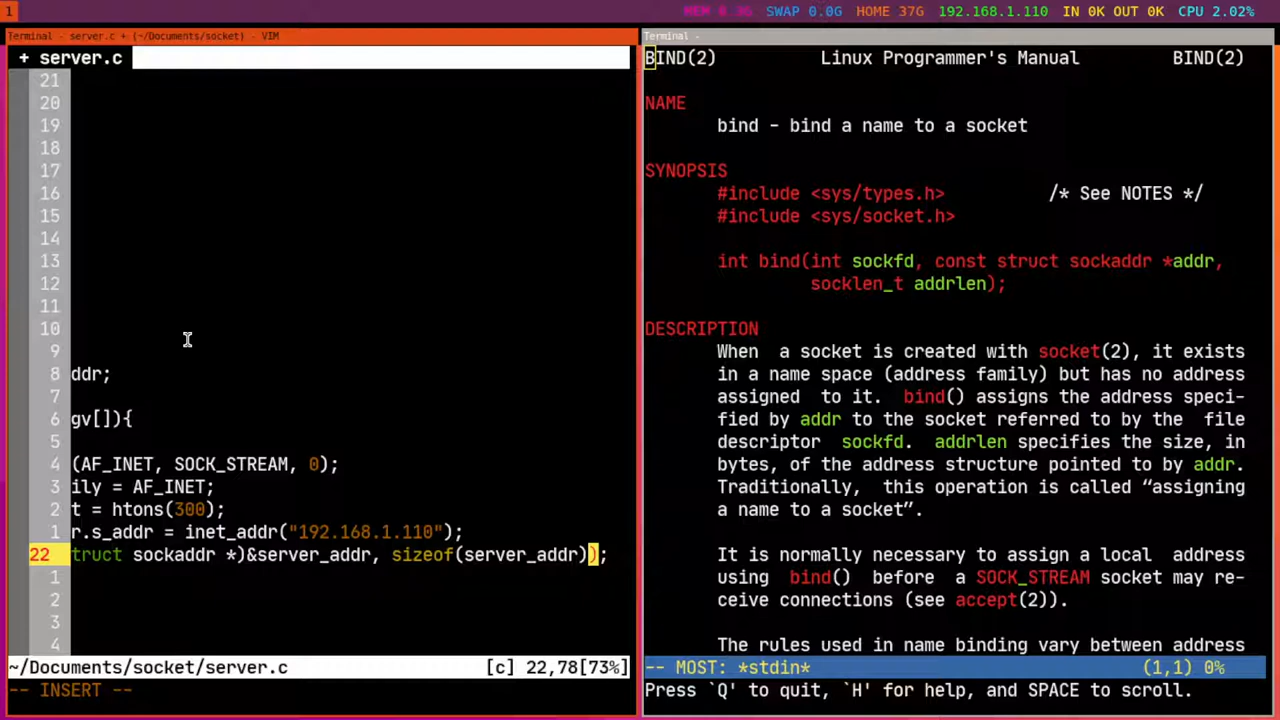 1
MEM 0.3G SWAP 0.0G HOME 37G 192.168.1.110 IN 0K OUT 0K CPU 2.02%
Terminal - server.c + (~/Documents/socket) - VIM
+ server.c
21
20
19
18
17
16
15
14
13
12
11
10
9
8 ddr;
7
6 gv[]){
5
4 (AF_INET, SOCK_STREAM, 0);
3 ily = AF_INET;
2 t = htons(300);
1 r.s_addr = inet_addr("192.168.1.110");
22 truct sockaddr *)&server_addr, sizeof(server_addr));
1
2
3
4
~/Documents/socket/server.c [c] 22,78[73%]
-- INSERT --
Terminal -
BIND(2) Linux Programmer's Manual BIND(2)
NAME
bind - bind a name to a socket
SYNOPSIS
#include <sys/types.h> /* See NOTES */
#include <sys/socket.h>
int bind(int sockfd, const struct sockaddr *addr,
socklen_t addrlen);
DESCRIPTION
When a socket is created with socket(2), it exists
in a name space (address family) but has no address
assigned to it. bind() assigns the address speci-
fied by addr to the socket referred to by the file
descriptor sockfd. addrlen specifies the size, in
bytes, of the address structure pointed to by addr.
Traditionally, this operation is called “assigning
a name to a socket”.
It is normally necessary to assign a local address
using bind() before a SOCK_STREAM socket may re-
ceive connections (see accept(2)).
The rules used in name binding vary between address
-- MOST: *stdin* (1,1) 0%
Press `Q' to quit, `H' for help, and SPACE to scroll.